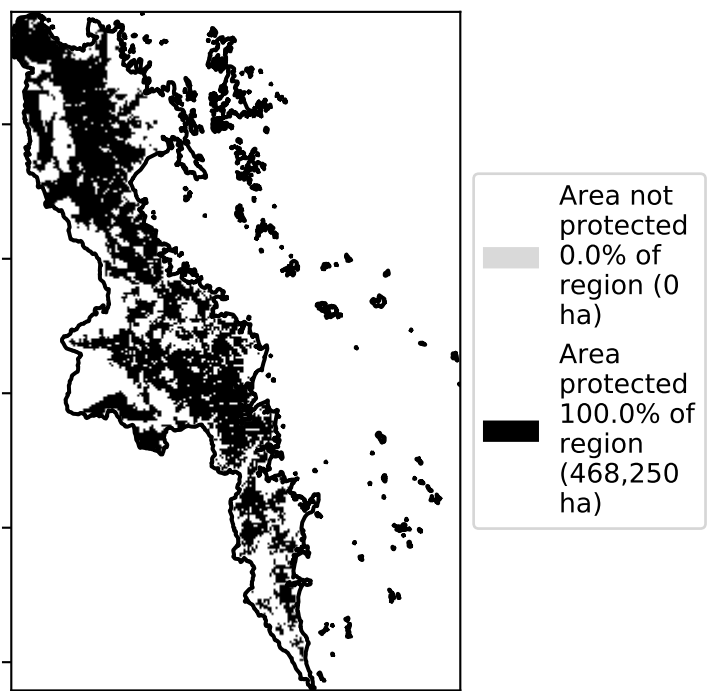 Area not
protected
0.0% of
region (0
ha)
Area
protected
100.0% of
region
(468,250
ha)